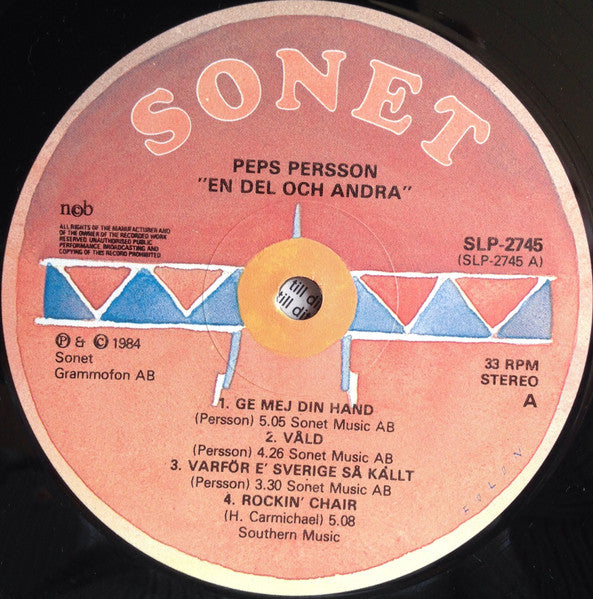 SONET
PEPS PERSSON
"EN DEL OCH ANDRA"
ncb
ALL RIGHTS OF THE MANUFACTURER AND
OF THE OWNER OF THE RECORDED WORK
RESERVED. UNAUTHORISED PUBLIC
PERFORMANCE, BROADCASTING AND
COPYING OF THIS RECORD PROHIBITED
SLP-2745
(SLP-2745 A)
till di
till dit
Ⓟ & © 1984
Sonet
Grammofon AB
33 RPM
STEREO
A
1. GE MEJ DIN HAND
(Persson) 5.05 Sonet Music AB
2. VÅLD
(Persson) 4.26 Sonet Music AB
3. VARFÖR E' SVERIGE SÅ KALLT
(Persson) 3.30 Sonet Music AB
4. ROCKIN' CHAIR
(H. Carmichael) 5.08
Southern Music